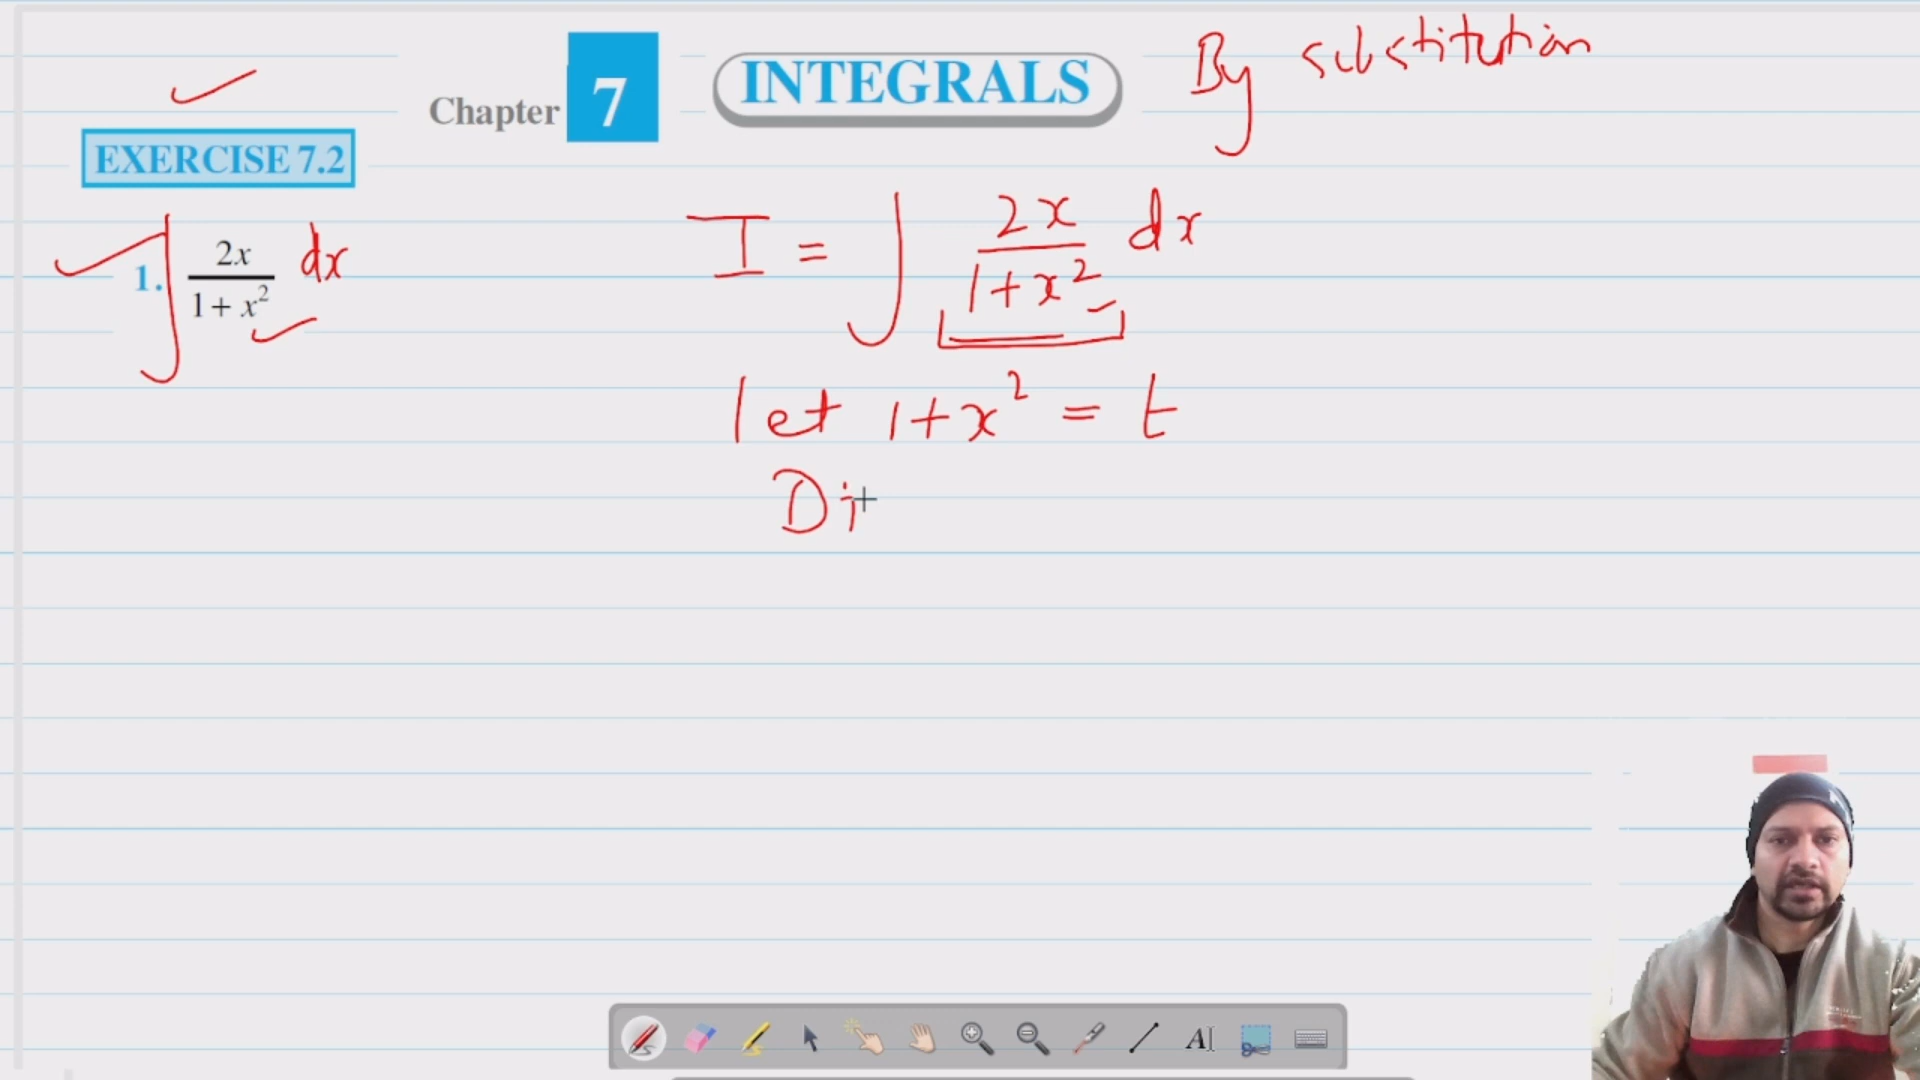 By substitution
Chapter 7 INTEGRALS
EXERCISE 7.2
1. ∫ 2x/(1 + x²) dx
I = ∫ 2x/(1+x²) dx
let 1+x² = t
Di